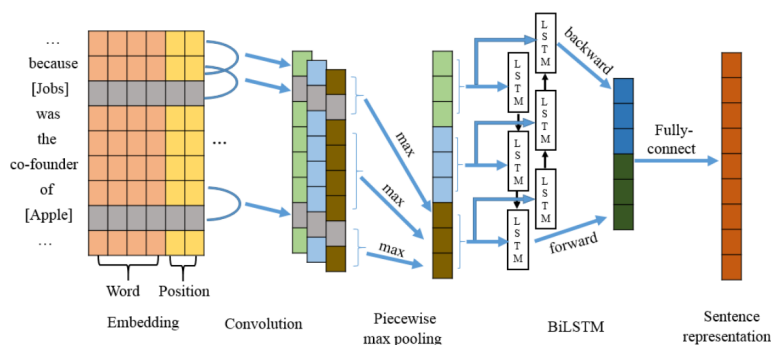 ...
because
[Jobs]
was
the
co-founder
of
[Apple]
...
Word Position
Embedding
...
Convolution
max
max
max
Piecewise
max pooling
LSTM
LSTM
LSTM
LSTM
LSTM
LSTM
backward
forward
BiLSTM
Fully-
connect
Sentence
representation